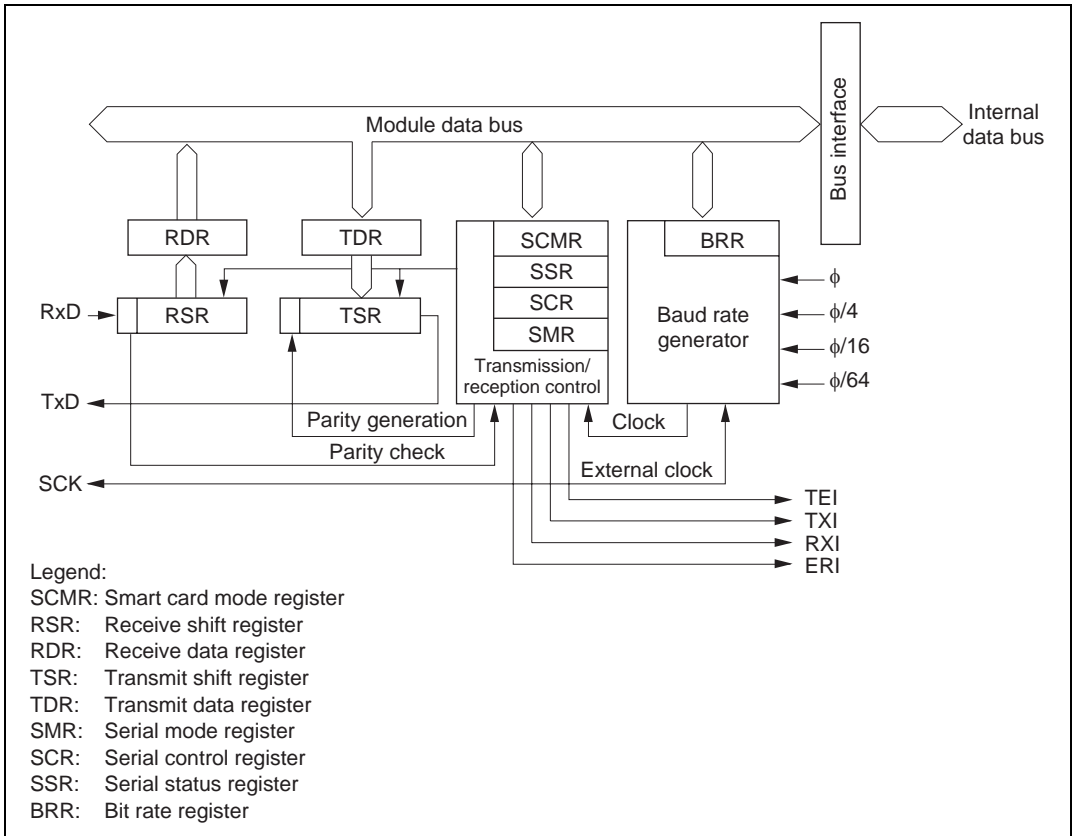 Module data bus
Bus interface
Internal
data bus
RDR
TDR
SCMR
BRR
SSR
ϕ
RxD
RSR
TSR
SCR
Baud rate
generator
ϕ/4
SMR
ϕ/16
Transmission/
reception control
ϕ/64
TxD
Parity generation
Clock
Parity check
External clock
SCK
TEI
TXI
RXI
ERI
Legend:
SCMR: Smart card mode register
RSR: Receive shift register
RDR: Receive data register
TSR: Transmit shift register
TDR: Transmit data register
SMR: Serial mode register
SCR: Serial control register
SSR: Serial status register
BRR: Bit rate register